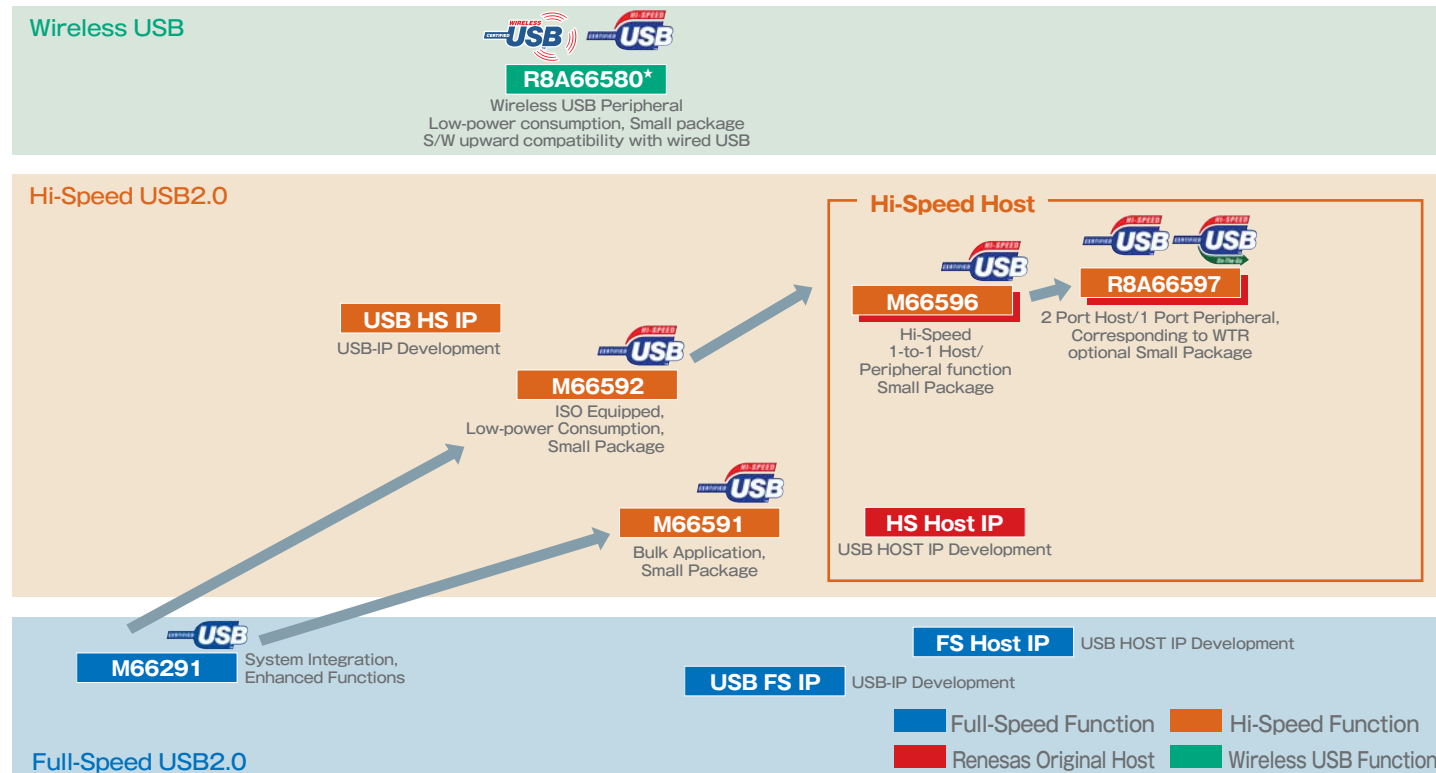 Wireless USB
WIRELESS
CERTIFIED USB
HI-SPEED
CERTIFIED USB
R8A66580★
Wireless USB Peripheral
Low-power consumption, Small package
S/W upward compatibility with wired USB
Hi-Speed USB2.0
Hi-Speed Host
HI-SPEED
CERTIFIED USB
M66596
Hi-Speed
1-to-1 Host/
Peripheral function
Small Package
HI-SPEED
CERTIFIED USB
HI-SPEED
CERTIFIED USB
On-The-Go
R8A66597
2 Port Host/1 Port Peripheral,
Corresponding to WTR
optional Small Package
USB HS IP
USB-IP Development
HI-SPEED
CERTIFIED USB
M66592
ISO Equipped,
Low-power Consumption,
Small Package
HI-SPEED
CERTIFIED USB
M66591
Bulk Application,
Small Package
HS Host IP
USB HOST IP Development
CERTIFIED USB
M66291
System Integration,
Enhanced Functions
FS Host IP
USB HOST IP Development
USB FS IP
USB-IP Development
Full-Speed Function
Hi-Speed Function
Renesas Original Host
Wireless USB Function
Full-Speed USB2.0